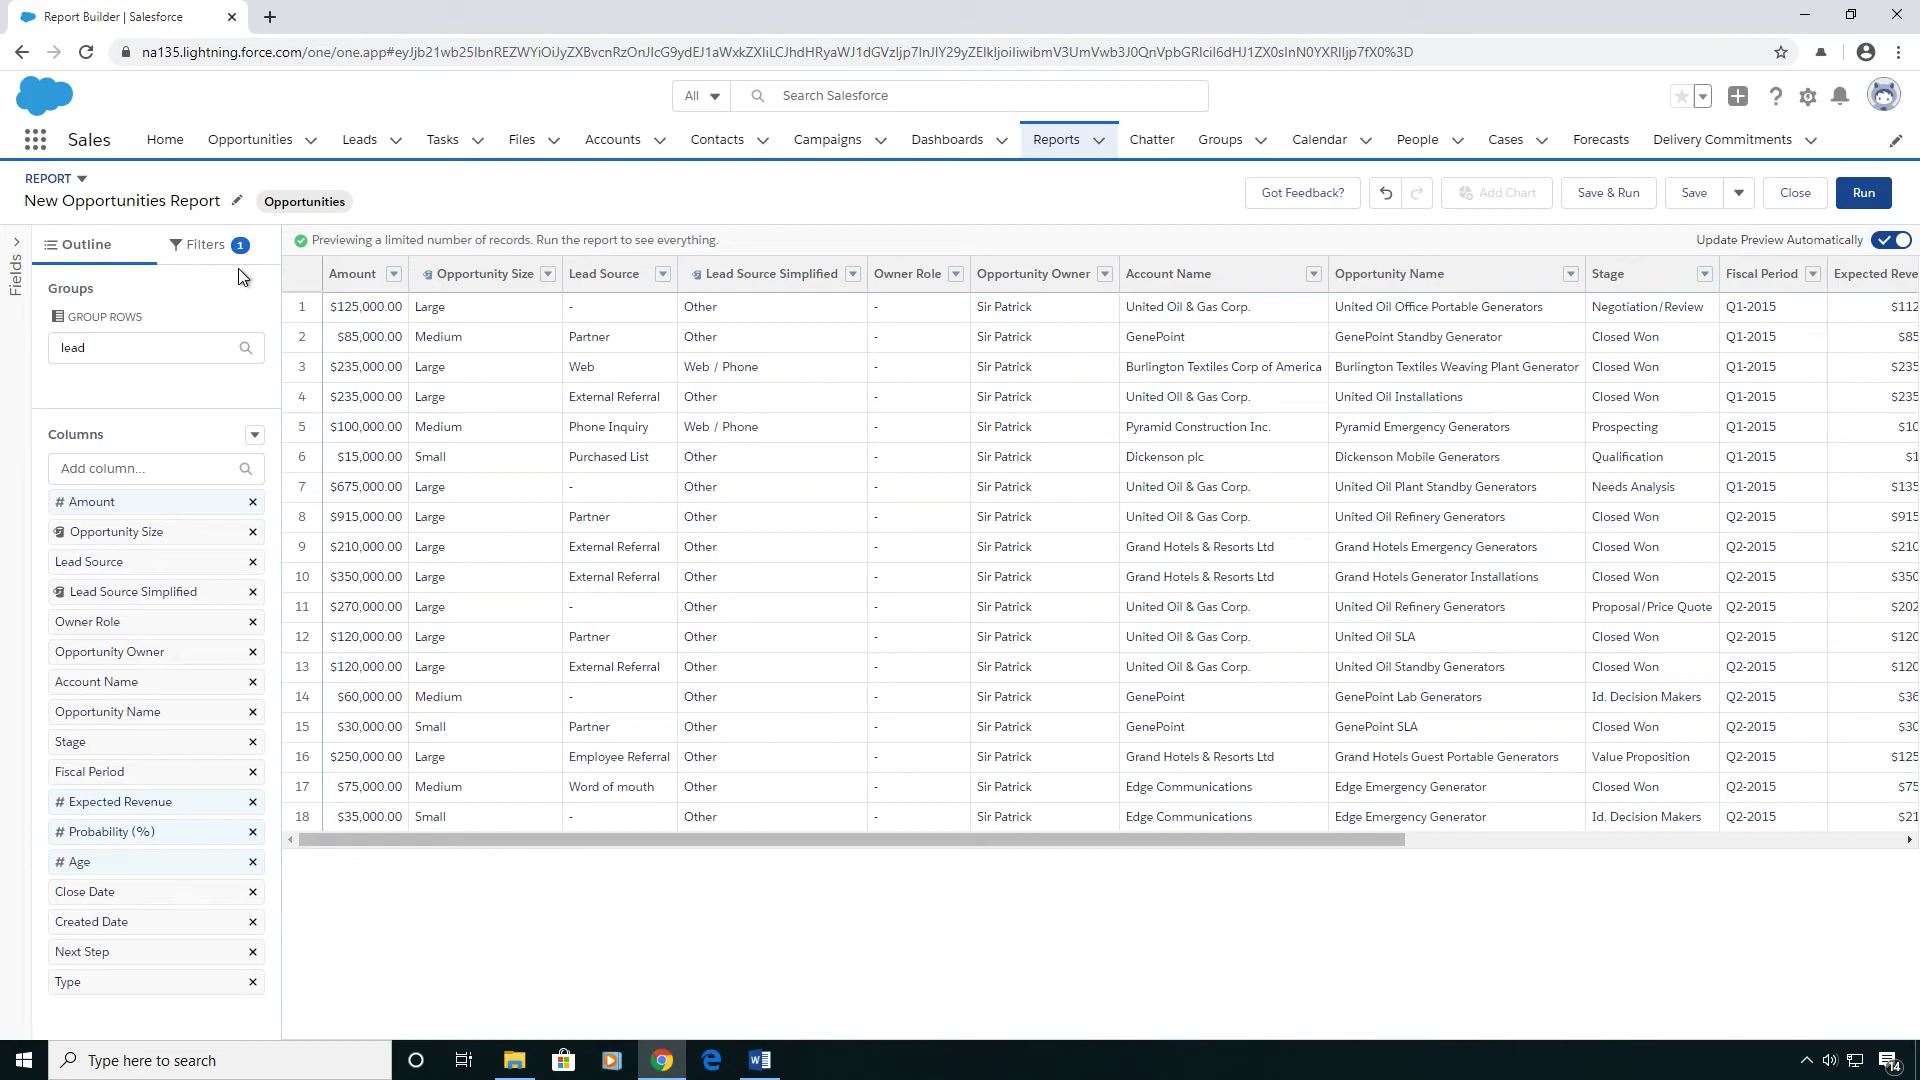 Report Builder | Salesforce
na135.lightning.force.com
All
Search Salesforce
Sales Home Opportunities Leads Tasks Files Accounts Contacts Campaigns Dashboards Reports Chatter Groups Calendar People Cases Forecasts Delivery Commitments
REPORT
New Opportunities Report Opportunities
Got Feedback? Add Chart Save & Run Save Close Run
Fields
Outline Filters 1
Previewing a limited number of records. Run the report to see everything. Update Preview Automatically
Groups
GROUP ROWS
lead
Columns
Add column...
# Amount
Opportunity Size
Lead Source
Lead Source Simplified
Owner Role
Opportunity Owner
Account Name
Opportunity Name
Stage
Fiscal Period
# Expected Revenue
# Probability (%)
# Age
Close Date
Created Date
Next Step
Type
Amount Opportunity Size Lead Source Lead Source Simplified Owner Role Opportunity Owner Account Name Opportunity Name Stage Fiscal Period Expected Reve
1 $125,000.00 Large - Other - Sir Patrick United Oil & Gas Corp. United Oil Office Portable Generators Negotiation/Review Q1-2015 $112
2 $85,000.00 Medium Partner Other - Sir Patrick GenePoint GenePoint Standby Generator Closed Won Q1-2015 $85
3 $235,000.00 Large Web Web / Phone - Sir Patrick Burlington Textiles Corp of America Burlington Textiles Weaving Plant Generator Closed Won Q1-2015 $235
4 $235,000.00 Large External Referral Other - Sir Patrick United Oil & Gas Corp. United Oil Installations Closed Won Q1-2015 $235
5 $100,000.00 Medium Phone Inquiry Web / Phone - Sir Patrick Pyramid Construction Inc. Pyramid Emergency Generators Prospecting Q1-2015 $10
6 $15,000.00 Small Purchased List Other - Sir Patrick Dickenson plc Dickenson Mobile Generators Qualification Q1-2015 $1
7 $675,000.00 Large - Other - Sir Patrick United Oil & Gas Corp. United Oil Plant Standby Generators Needs Analysis Q1-2015 $135
8 $915,000.00 Large Partner Other - Sir Patrick United Oil & Gas Corp. United Oil Refinery Generators Closed Won Q2-2015 $915
9 $210,000.00 Large External Referral Other - Sir Patrick Grand Hotels & Resorts Ltd Grand Hotels Emergency Generators Closed Won Q2-2015 $210
10 $350,000.00 Large External Referral Other - Sir Patrick Grand Hotels & Resorts Ltd Grand Hotels Generator Installations Closed Won Q2-2015 $350
11 $270,000.00 Large - Other - Sir Patrick United Oil & Gas Corp. United Oil Refinery Generators Proposal/Price Quote Q2-2015 $202
12 $120,000.00 Large Partner Other - Sir Patrick United Oil & Gas Corp. United Oil SLA Closed Won Q2-2015 $120
13 $120,000.00 Large External Referral Other - Sir Patrick United Oil & Gas Corp. United Oil Standby Generators Closed Won Q2-2015 $120
14 $60,000.00 Medium - Other - Sir Patrick GenePoint GenePoint Lab Generators Id. Decision Makers Q2-2015 $36
15 $30,000.00 Small Partner Other - Sir Patrick GenePoint GenePoint SLA Closed Won Q2-2015 $30
16 $250,000.00 Large Employee Referral Other - Sir Patrick Grand Hotels & Resorts Ltd Grand Hotels Guest Portable Generators Value Proposition Q2-2015 $125
17 $75,000.00 Medium Word of mouth Other - Sir Patrick Edge Communications Edge Emergency Generator Closed Won Q2-2015 $75
18 $35,000.00 Small - Other - Sir Patrick Edge Communications Edge Emergency Generator Id. Decision Makers Q2-2015 $21
Type here to search
14